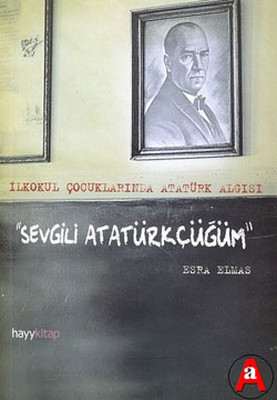 İLKOKUL ÇOCUKLARINDA ATATÜRK ALGISI
"SEVGİLİ ATATÜRKÇÜĞÜM"
ESRA ELMAS
hayykitap
a